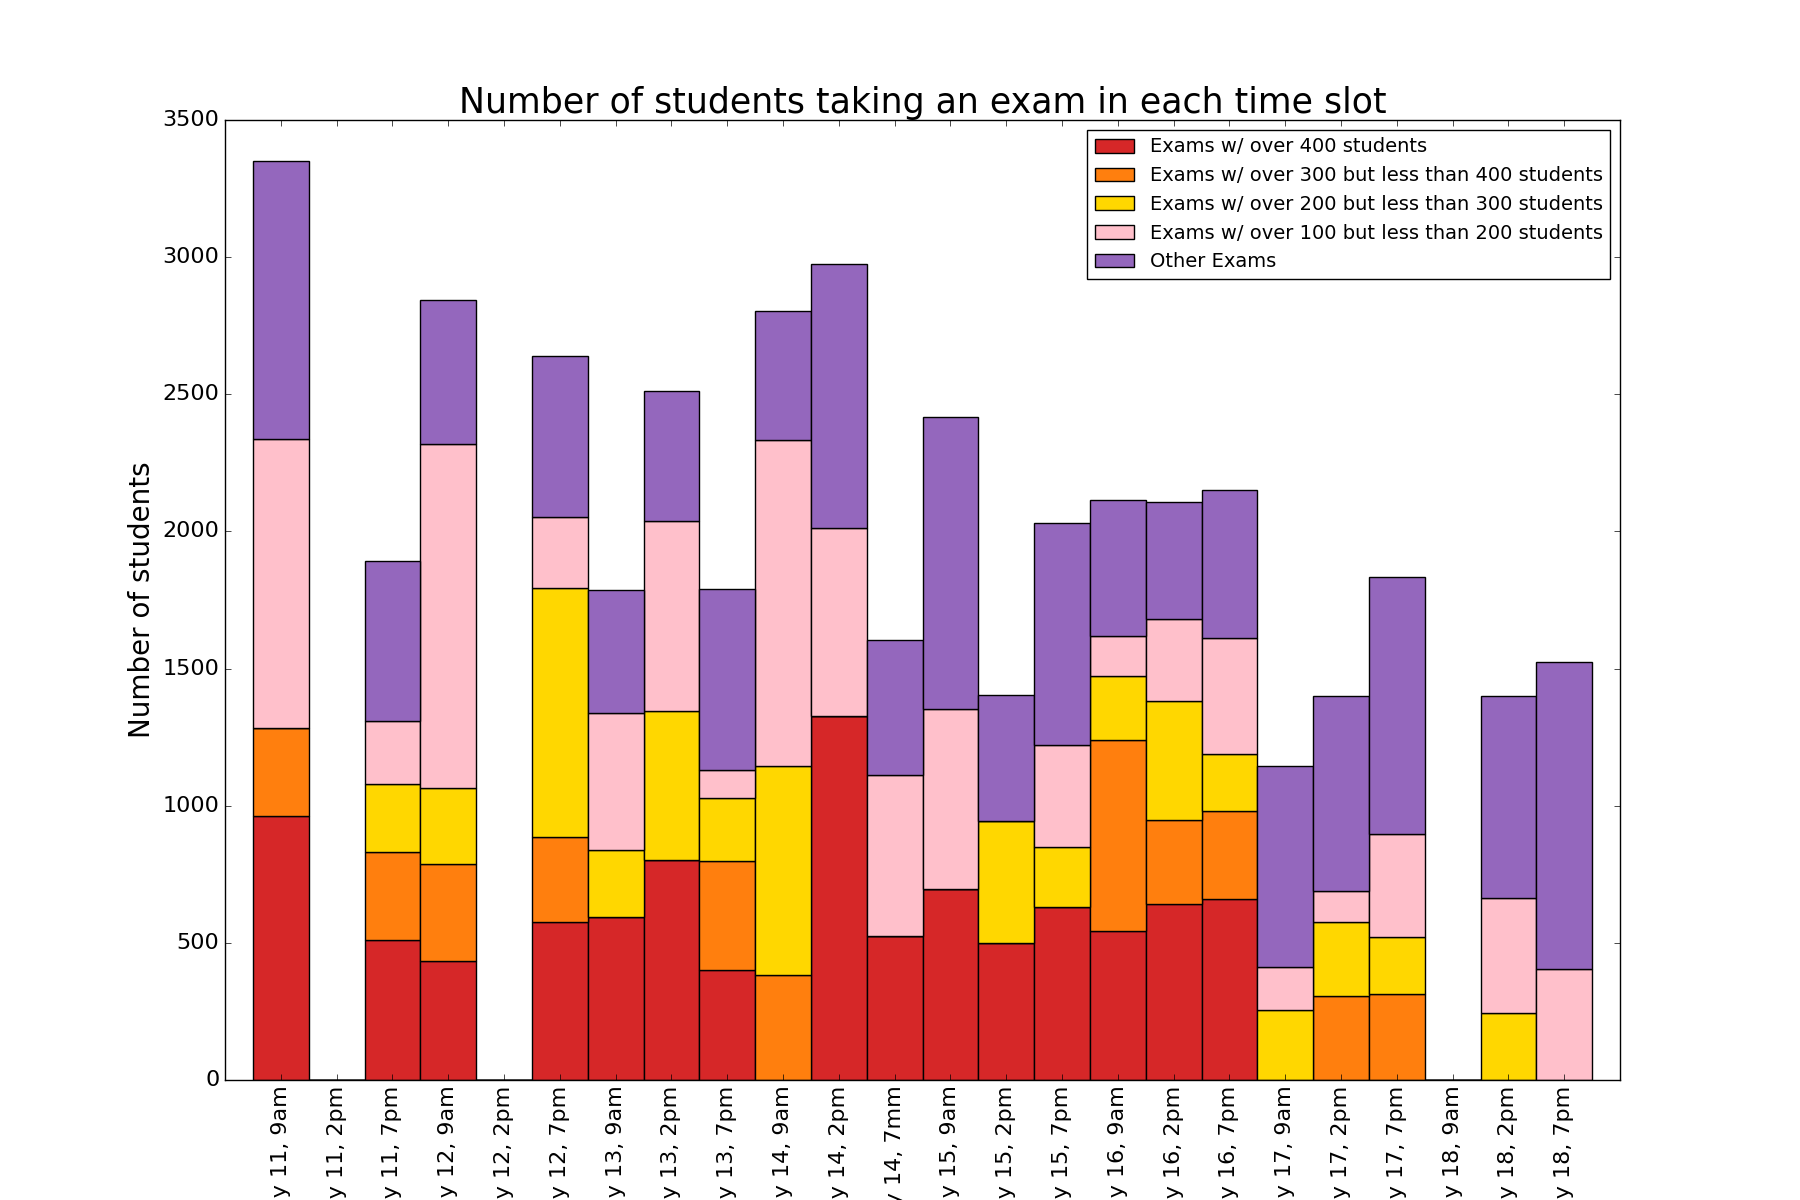 Number of students taking an exam in each time slot
Exams w/ over 400 students
Exams w/ over 300 but less than 400 students
Exams w/ over 200 but less than 300 students
Exams w/ over 100 but less than 200 students
Other Exams
Number of students
3500
3000
2500
2000
1500
1000
500
0
y 11, 9am
y 11, 2pm
y 11, 7pm
y 12, 9am
y 12, 2pm
y 12, 7pm
y 13, 9am
y 13, 2pm
y 13, 7pm
y 14, 9am
y 14, 2pm
y 14, 7mm
y 15, 9am
y 15, 2pm
y 15, 7pm
y 16, 9am
y 16, 2pm
y 16, 7pm
y 17, 9am
y 17, 2pm
y 17, 7pm
y 18, 9am
y 18, 2pm
y 18, 7pm